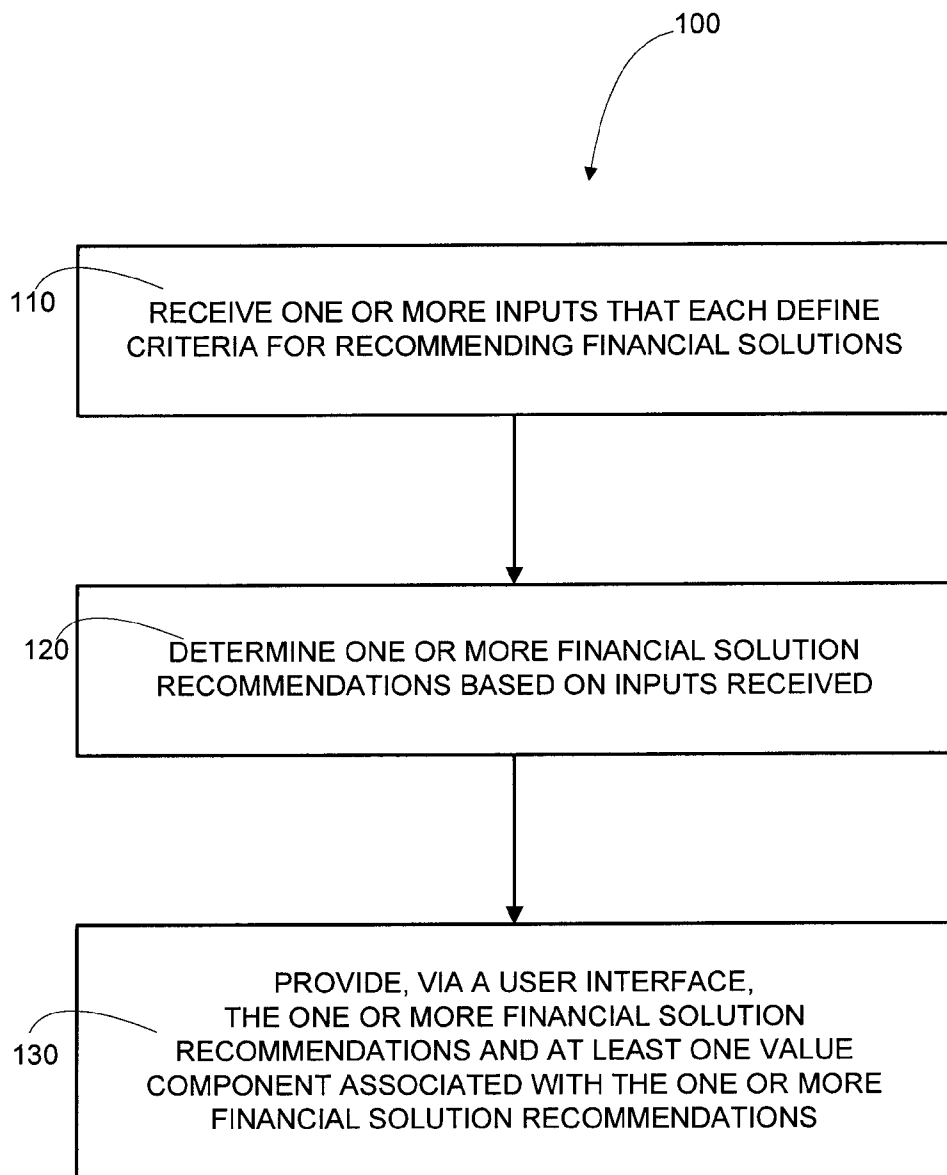 100
110
RECEIVE ONE OR MORE INPUTS THAT EACH DEFINE
CRITERIA FOR RECOMMENDING FINANCIAL SOLUTIONS
120
DETERMINE ONE OR MORE FINANCIAL SOLUTION
RECOMMENDATIONS BASED ON INPUTS RECEIVED
130
PROVIDE, VIA A USER INTERFACE,
THE ONE OR MORE FINANCIAL SOLUTION
RECOMMENDATIONS AND AT LEAST ONE VALUE
COMPONENT ASSOCIATED WITH THE ONE OR MORE
FINANCIAL SOLUTION RECOMMENDATIONS